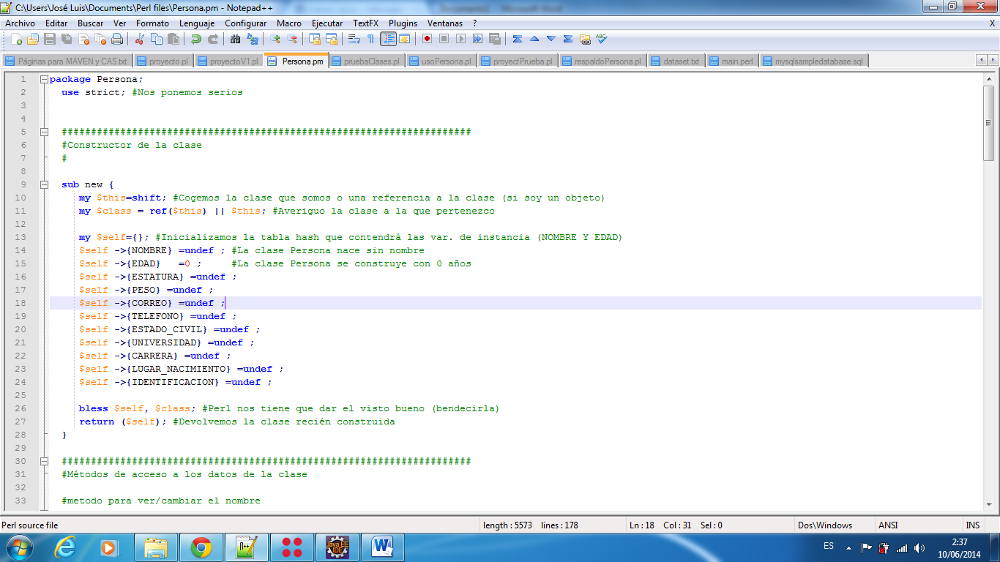 C:\Users\José Luis\Documents\Perl files\Persona.pm - Notepad++
Archivo Editar Buscar Ver Formato Lenguaje Configurar Macro Ejecutar TextFX Plugins Ventanas ? X
Páginas para MAVEN y CAS.txt proyecto.pl proyectoV1.pl Persona.pm pruebaClases.pl usoPersona.pl proyectPrueba.pl respaldoPersona.pl dataset.txt main.perl mysqlsampledatabase.sql
1 package Persona;
2 use strict; #Nos ponemos serios
3
4
5 ######################################################################
6 #Constructor de la clase
7 #
8
9 sub new {
10 my $this=shift; #Cogemos la clase que somos o una referencia a la clase (si soy un objeto)
11 my $class = ref($this) || $this; #Averiguo la clase a la que pertenezco
12
13 my $self={}; #Inicializamos la tabla hash que contendrá las var. de instancia (NOMBRE Y EDAD)
14 $self ->{NOMBRE} =undef ; #La clase Persona nace sin nombre
15 $self ->{EDAD} =0 ; #La clase Persona se construye con 0 años
16 $self ->{ESTATURA} =undef ;
17 $self ->{PESO} =undef ;
18 $self ->{CORREO} =undef ;
19 $self ->{TELEFONO} =undef ;
20 $self ->{ESTADO_CIVIL} =undef ;
21 $self ->{UNIVERSIDAD} =undef ;
22 $self ->{CARRERA} =undef ;
23 $self ->{LUGAR_NACIMIENTO} =undef ;
24 $self ->{IDENTIFICACION} =undef ;
25
26 bless $self, $class; #Perl nos tiene que dar el visto bueno (bendecirla)
27 return ($self); #Devolvemos la clase recién construida
28 }
29
30 ######################################################################
31 #Métodos de acceso a los datos de la clase
32
33 #metodo para ver/cambiar el nombre
Perl source file length : 5573 lines : 178 Ln : 18 Col : 31 Sel : 0 Dos\Windows ANSI INS
Java EE IDE
ES 2:37
10/06/2014